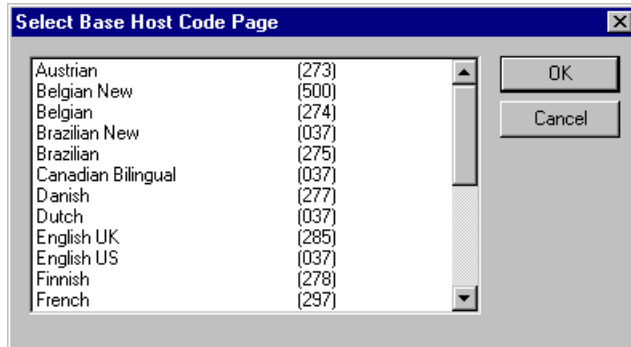 Select Base Host Code Page
Austrian (273)
Belgian New (500)
Belgian (274)
Brazilian New (037)
Brazilian (275)
Canadian Bilingual (037)
Danish (277)
Dutch (037)
English UK (285)
English US (037)
Finnish (278)
French (297)
OK
Cancel